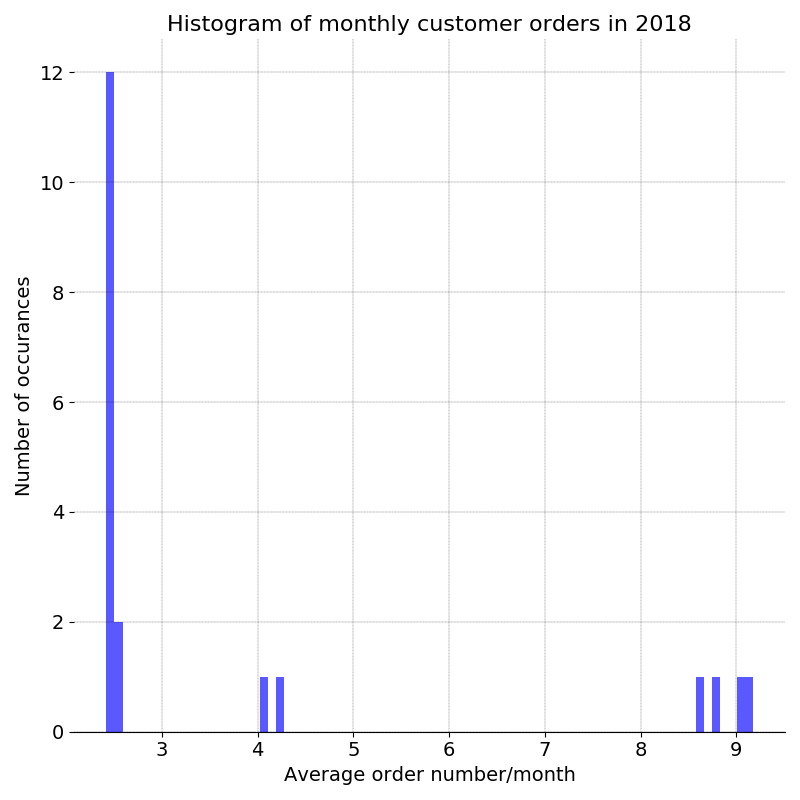 Histogram of monthly customer orders in 2018
12
10
8
6
4
2
0
Number of occurances
3 4 5 6 7 8 9
Average order number/month